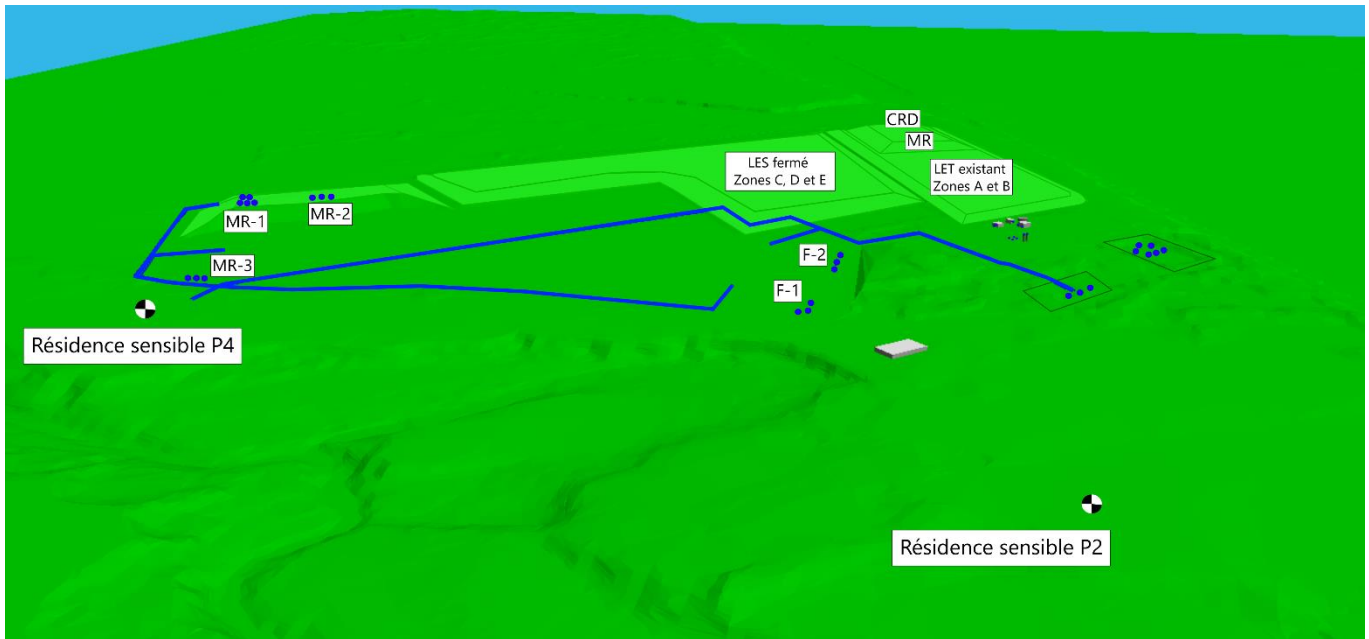 CRD
MR
LES fermé
Zones C, D et E
LET existant
Zones A et B
MR-1
MR-2
MR-3
F-2
F-1
Résidence sensible P4
Résidence sensible P2